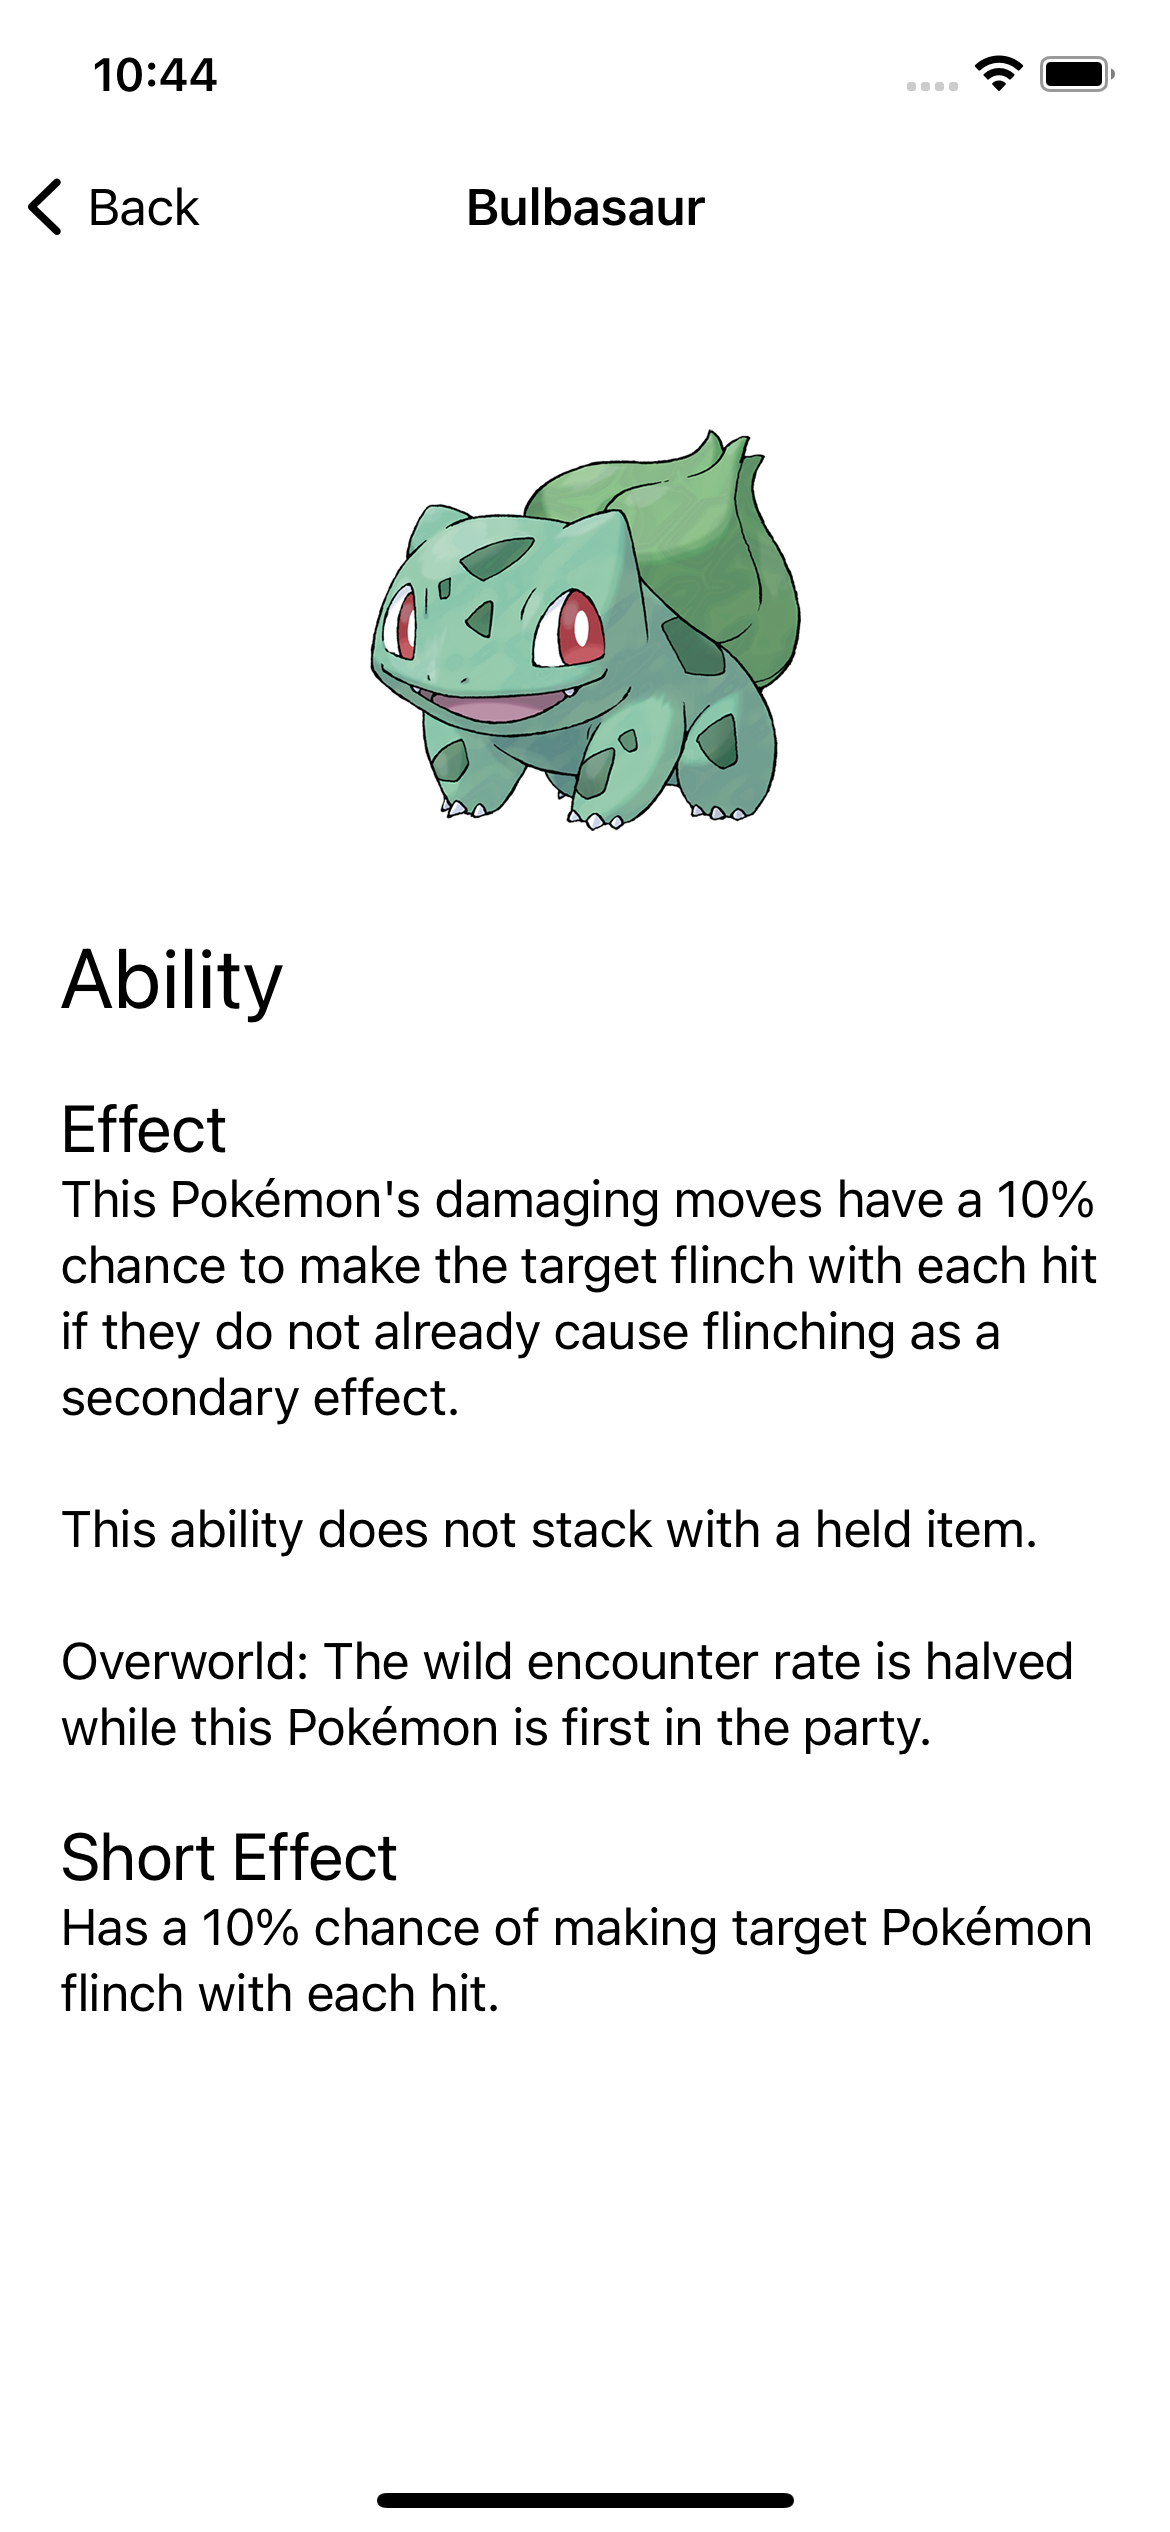 10:44
Back
Bulbasaur
Ability
Effect
This Pokémon's damaging moves have a 10%
chance to make the target flinch with each hit
if they do not already cause flinching as a
secondary effect.
This ability does not stack with a held item.
Overworld: The wild encounter rate is halved
while this Pokémon is first in the party.
Short Effect
Has a 10% chance of making target Pokémon
flinch with each hit.